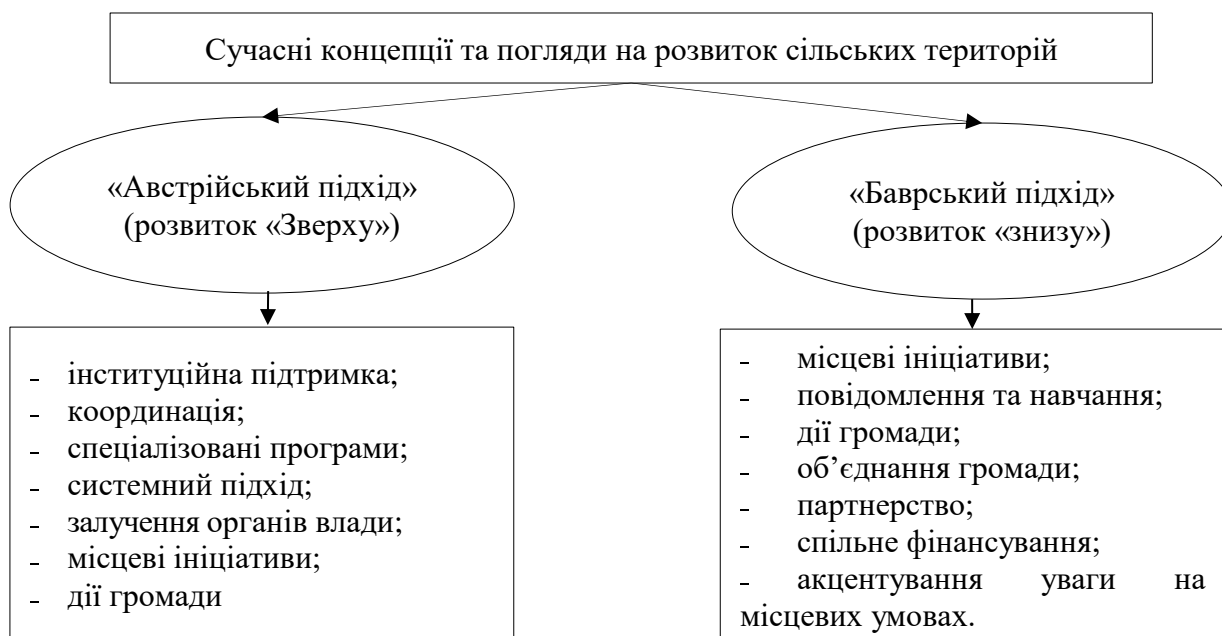 Сучасні концепції та погляди на розвиток сільських територій
«Австрійський підхід»
(розвиток «Зверху»)
«Баврський підхід»
(розвиток «знизу»)
- інституційна підтримка;
- координація;
- спеціалізовані програми;
- системний підхід;
- залучення органів влади;
- місцеві ініціативи;
- дії громади
- місцеві ініціативи;
- повідомлення та навчання;
- дії громади;
- об’єднання громади;
- партнерство;
- спільне фінансування;
- акцентування уваги на
місцевих умовах.